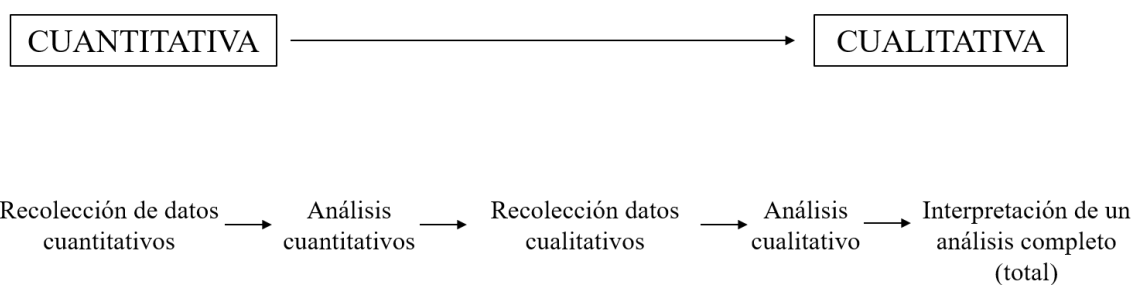 CUANTITATIVA
CUALITATIVA
Recolección de datos
cuantitativos
Análisis
cuantitativos
Recolección datos
cualitativos
Análisis
cualitativo
Interpretación de un
análisis completo
(total)